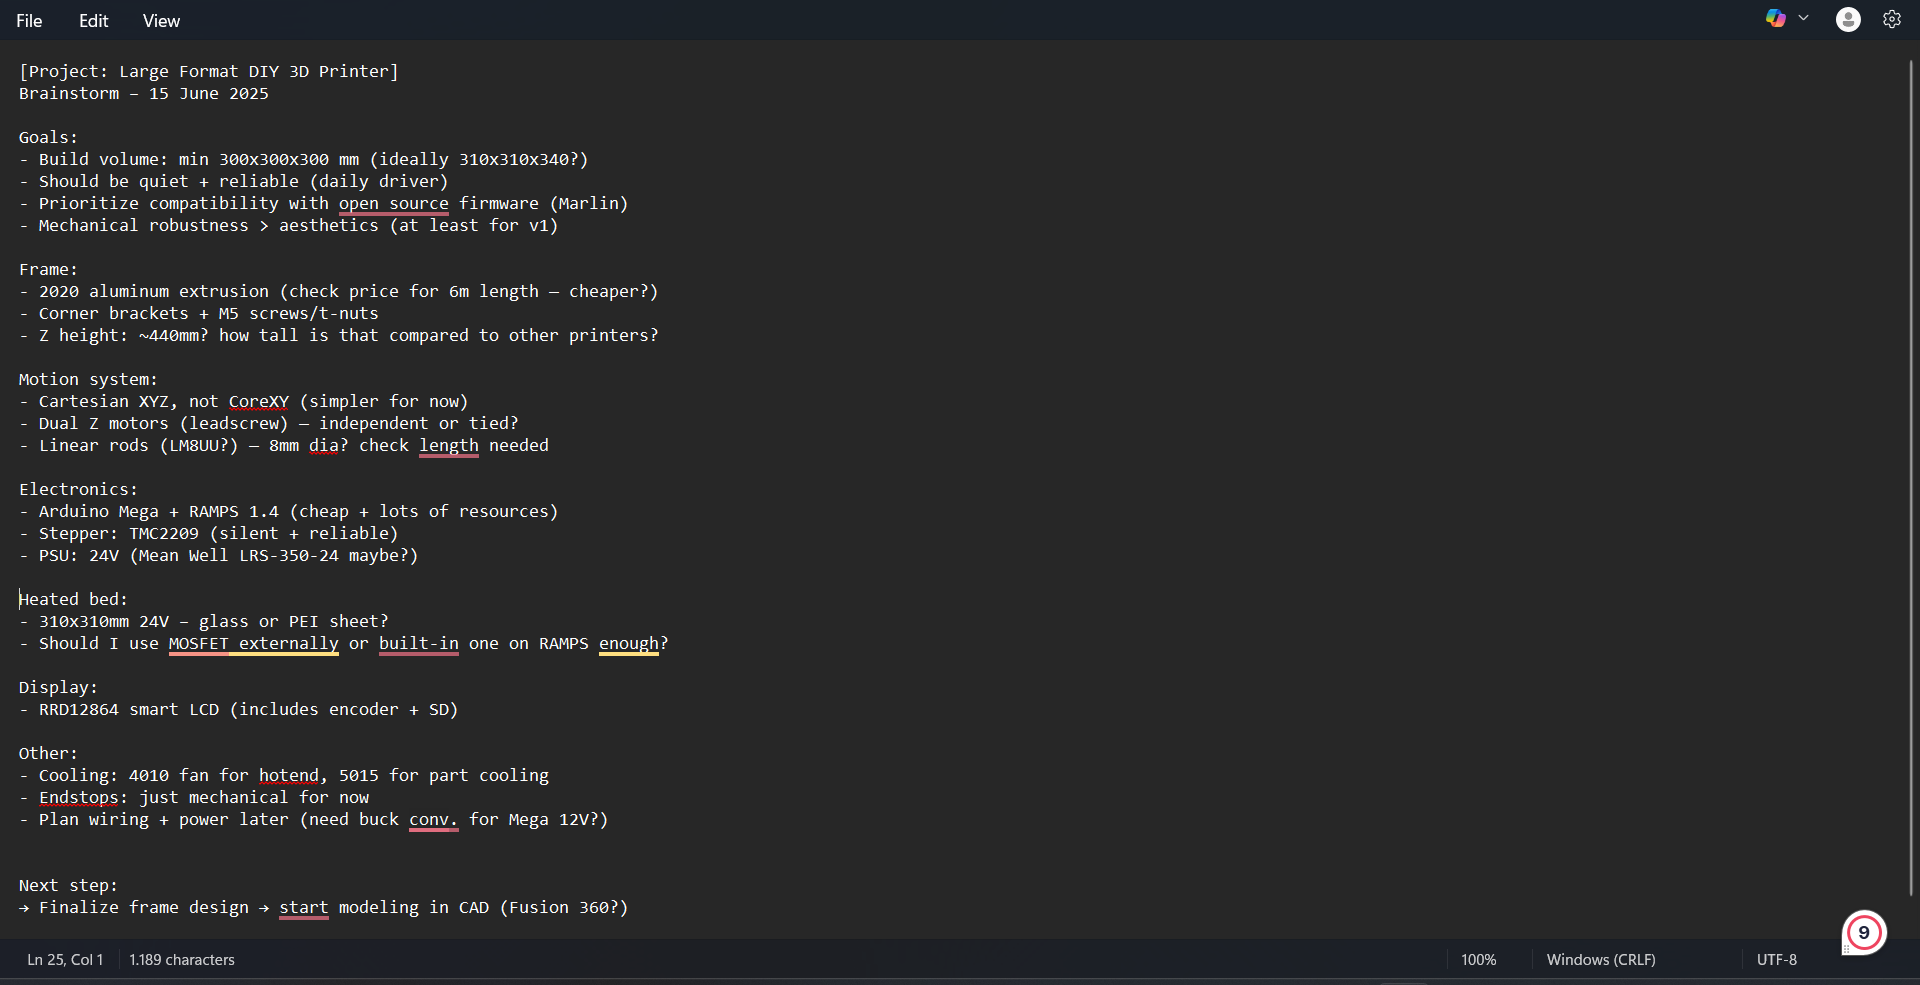 File Edit View
[Project: Large Format DIY 3D Printer]
Brainstorm – 15 June 2025
Goals:
- Build volume: min 300x300x300 mm (ideally 310x310x340?)
- Should be quiet + reliable (daily driver)
- Prioritize compatibility with open source firmware (Marlin)
- Mechanical robustness > aesthetics (at least for v1)
Frame:
- 2020 aluminum extrusion (check price for 6m length — cheaper?)
- Corner brackets + M5 screws/t-nuts
- Z height: ~440mm? how tall is that compared to other printers?
Motion system:
- Cartesian XYZ, not CoreXY (simpler for now)
- Dual Z motors (leadscrew) — independent or tied?
- Linear rods (LM8UU?) — 8mm dia? check length needed
Electronics:
- Arduino Mega + RAMPS 1.4 (cheap + lots of resources)
- Stepper: TMC2209 (silent + reliable)
- PSU: 24V (Mean Well LRS-350-24 maybe?)
Heated bed:
- 310x310mm 24V – glass or PEI sheet?
- Should I use MOSFET externally or built-in one on RAMPS enough?
Display:
- RRD12864 smart LCD (includes encoder + SD)
Other:
- Cooling: 4010 fan for hotend, 5015 for part cooling
- Endstops: just mechanical for now
- Plan wiring + power later (need buck conv. for Mega 12V?)
Next step:
→ Finalize frame design → start modeling in CAD (Fusion 360?)
9
Ln 25, Col 1 1.189 characters 100% Windows (CRLF) UTF-8